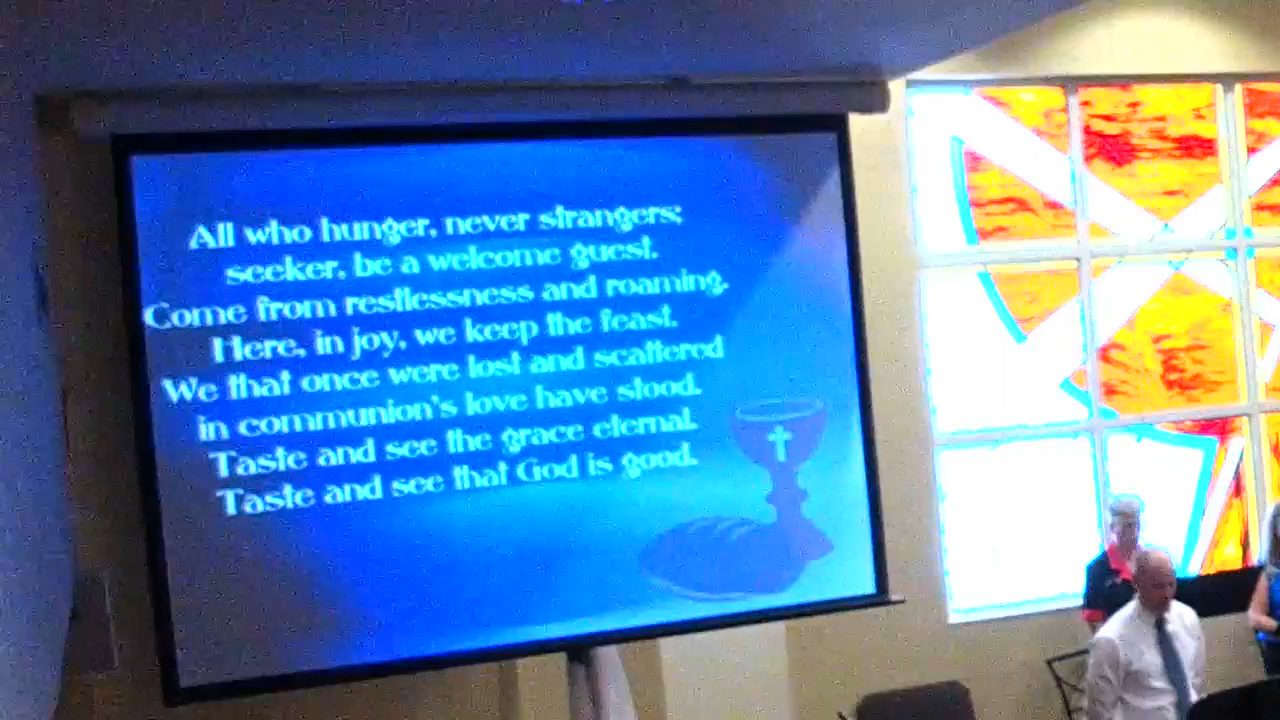 All who hunger, never strangers;
seeker, be a welcome guest.
Come from restlessness and roaming.
Here, in joy, we keep the feast.
We that once were lost and scattered
in communion's love have stood.
Taste and see the grace eternal.
Taste and see that God is good.